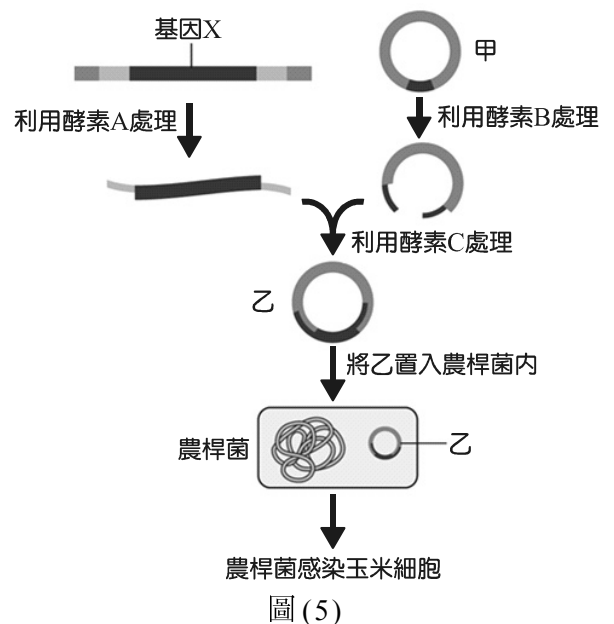 基因X
甲
利用酵素A處理
利用酵素B處理
利用酵素C處理
乙
將乙置入農桿菌內
農桿菌
乙
農桿菌感染玉米細胞
圖(5)